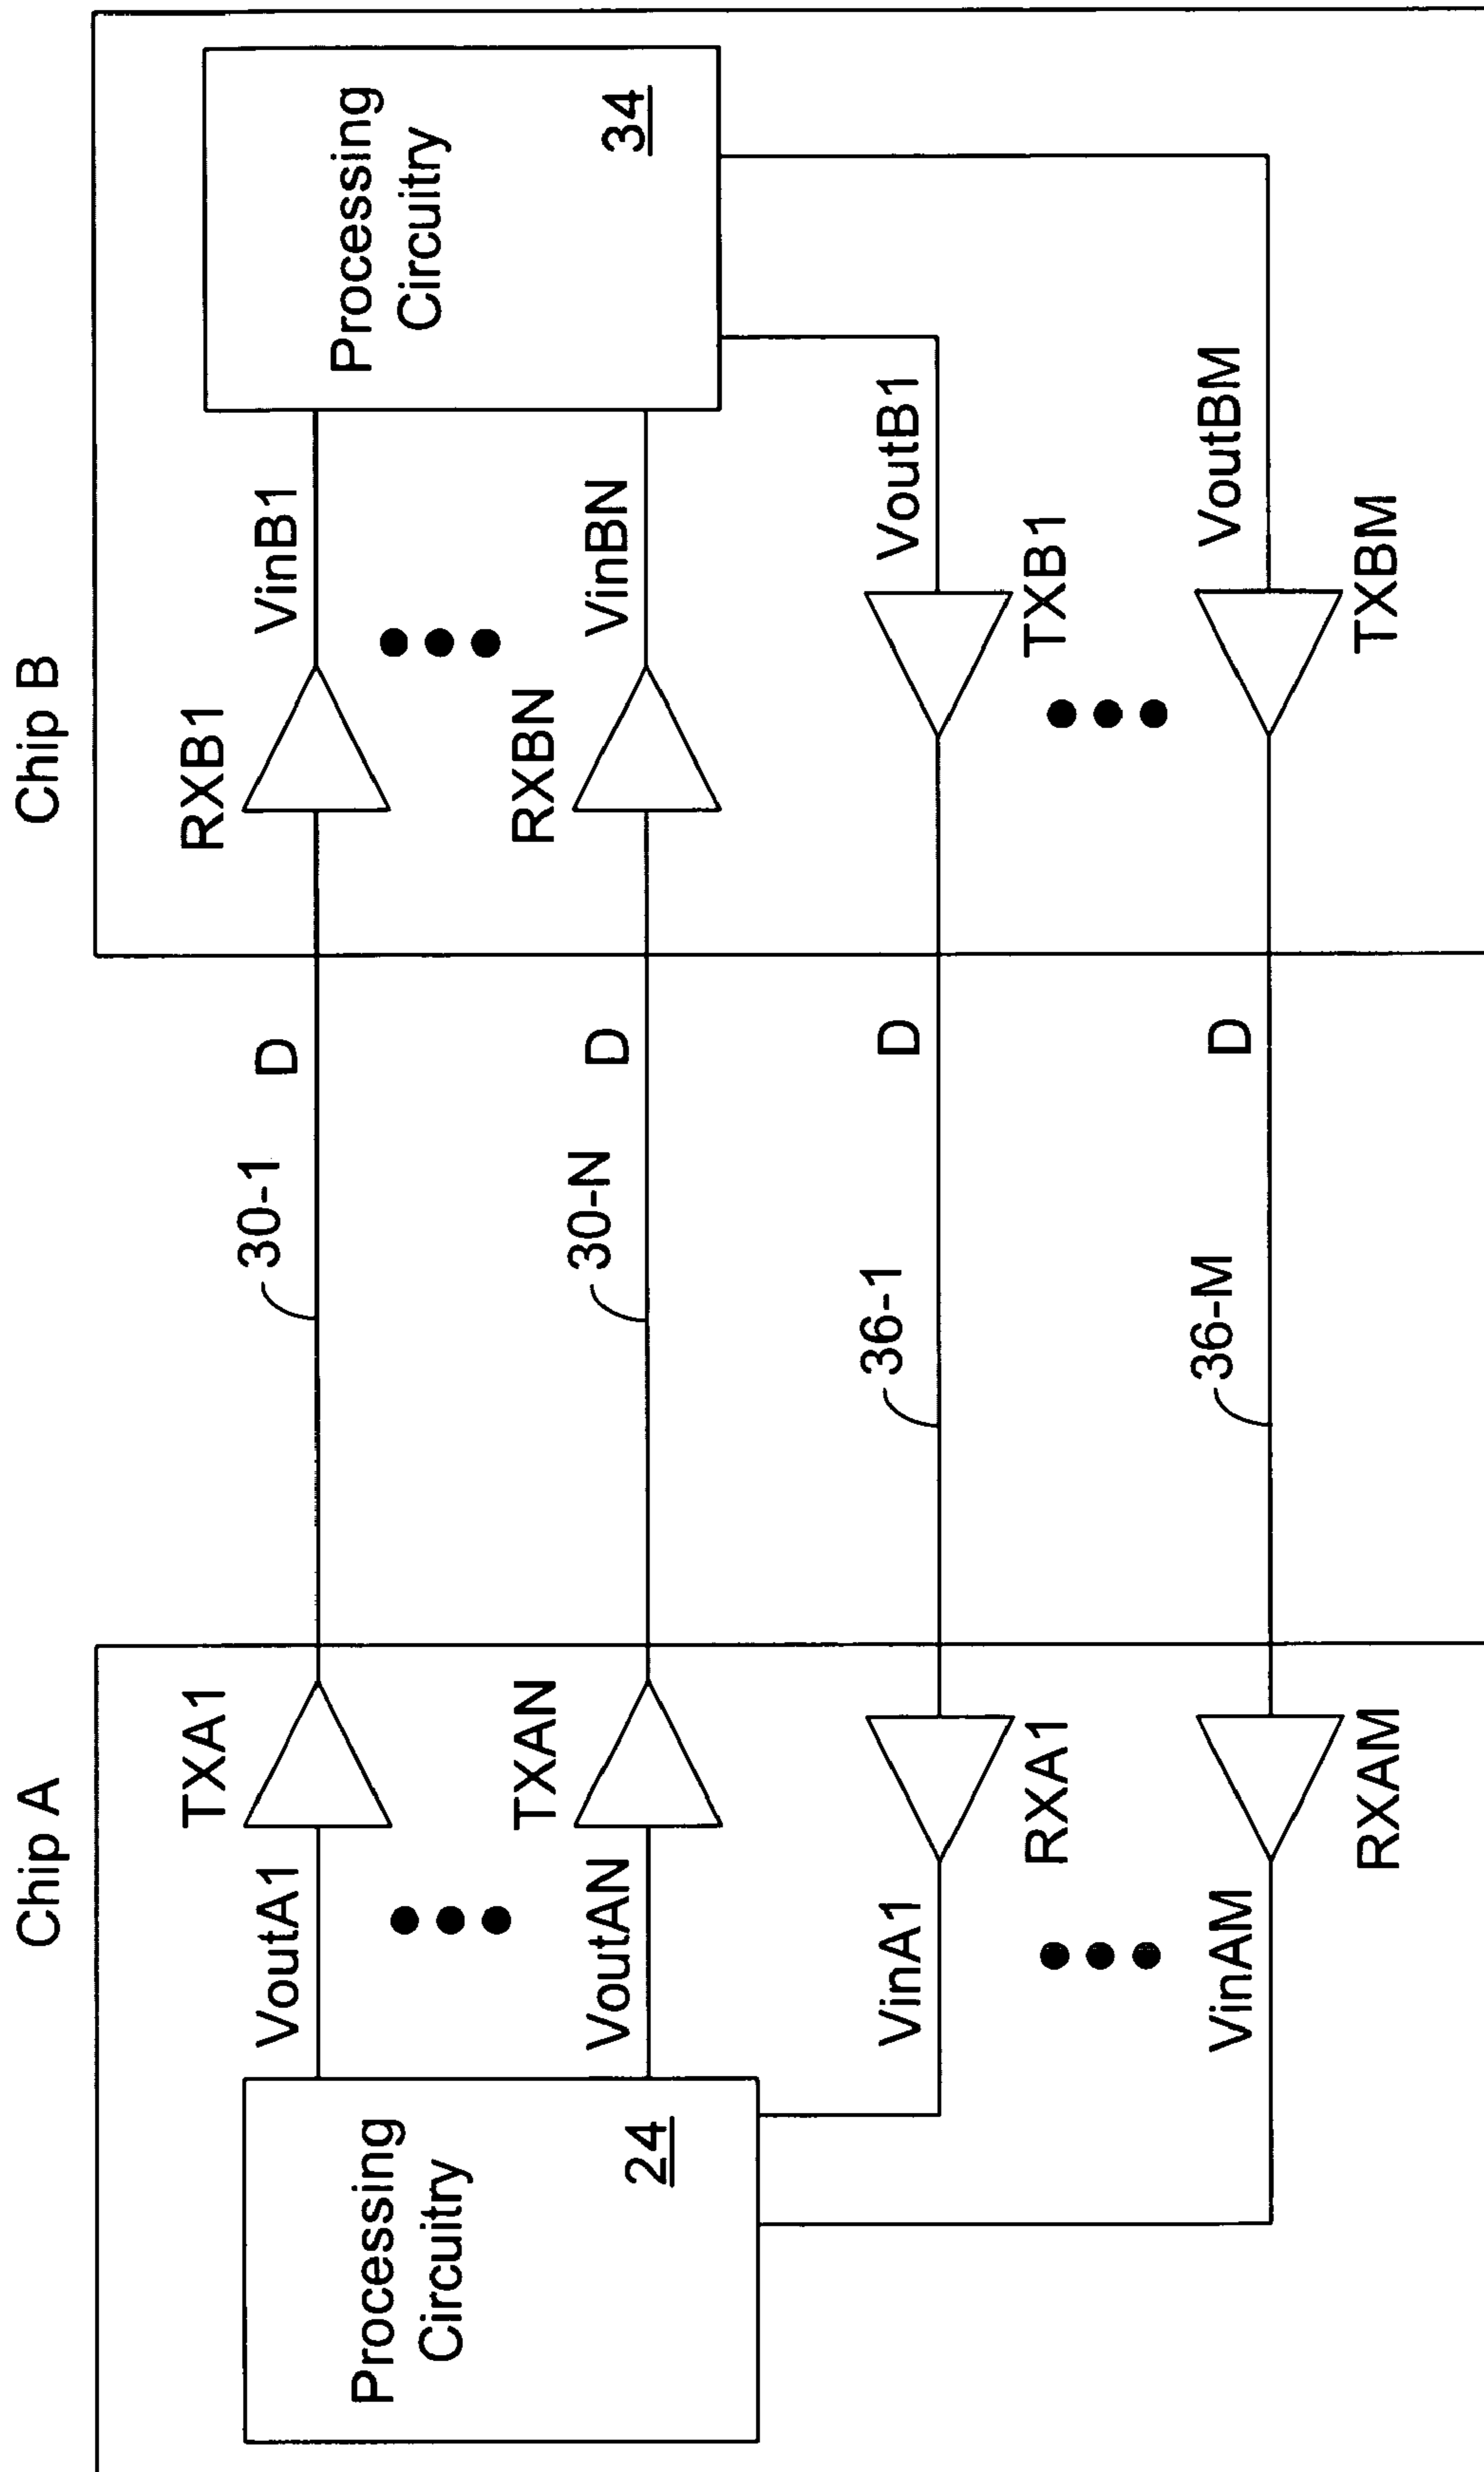 Chip A
Chip B
TXA1
RXB1
VoutA1
30-1
D
VinB1
Processing
Circuitry
34
TXAN
RXBN
VoutAN
30-N
D
VinBN
Processing
Circuitry
24
VinA1
36-1
D
VoutB1
RXA1
TXB1
VinAM
36-M
D
VoutBM
RXAM
TXBM